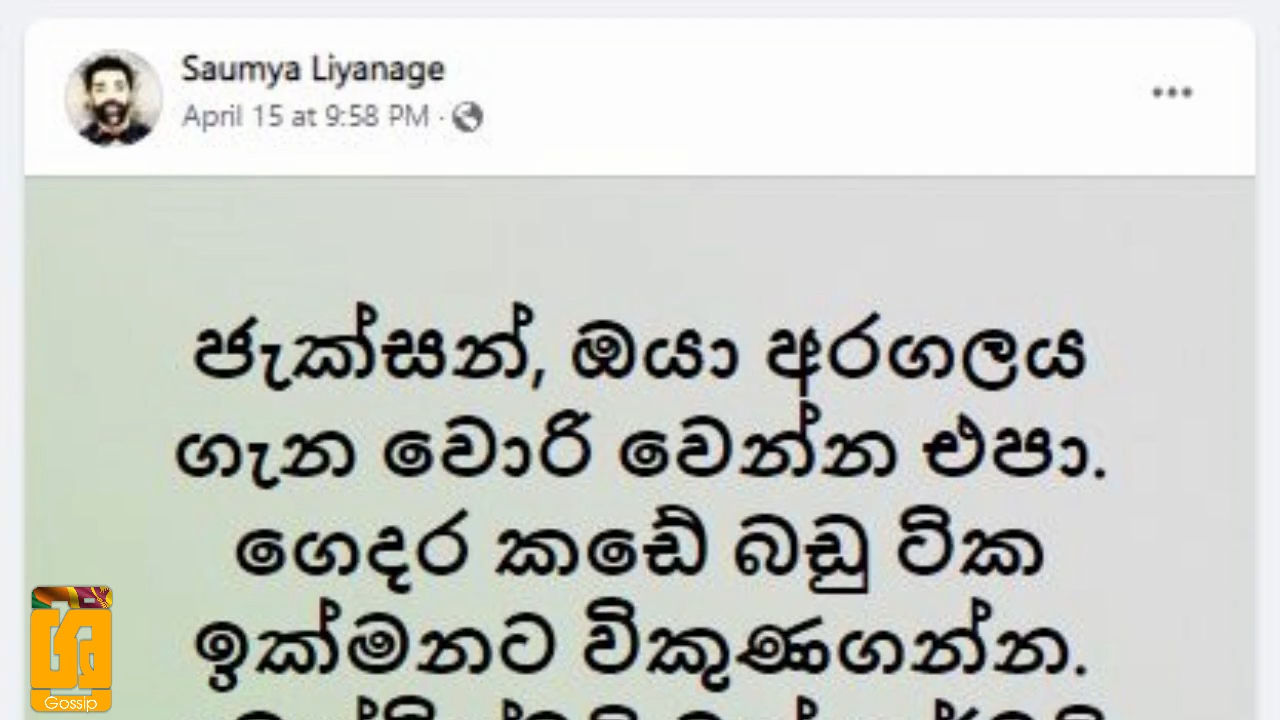 Saumya Liyanage
April 15 at 9:58 PM ·
ජැක්සන්, ඔයා අරගලය
ගැන වොරි වෙන්න එපා.
ගෙදර කඩේ බඩු ටික
ඉක්මනට විකුණගන්න.
Gossip